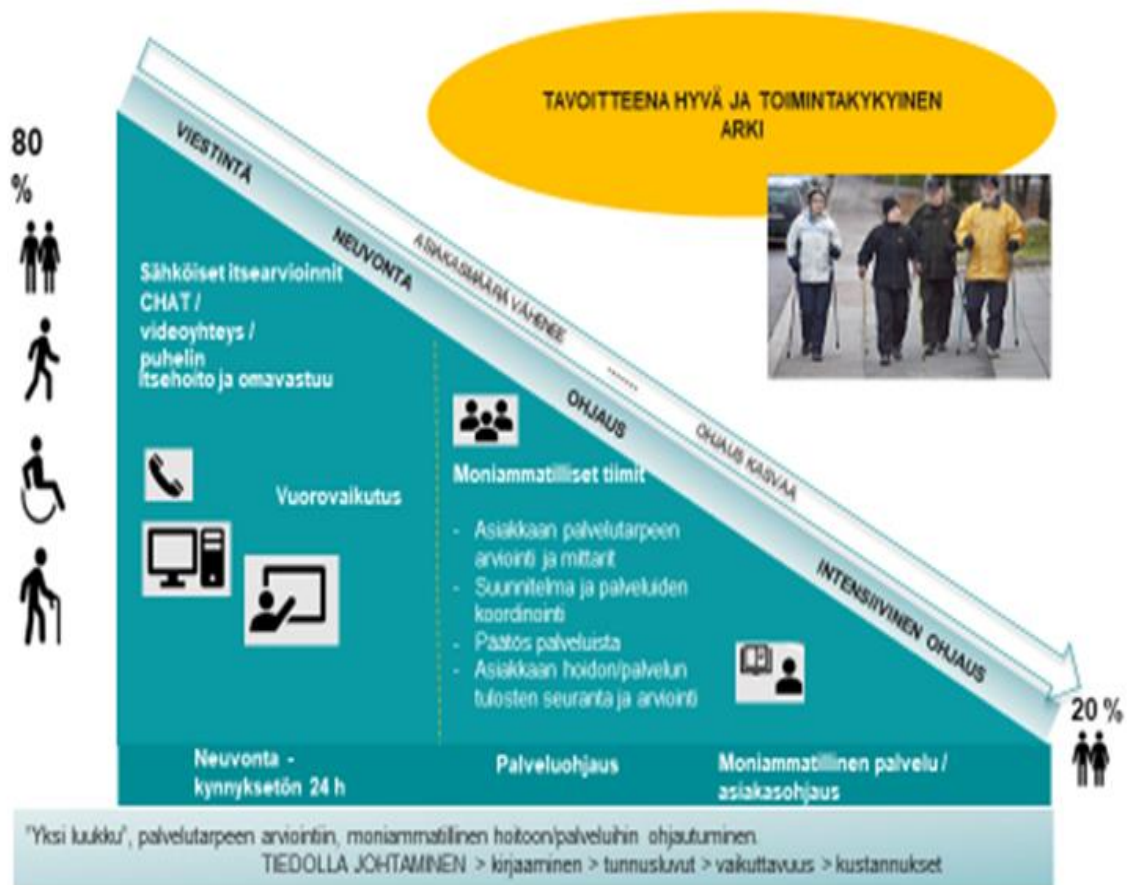 TAVOITTEENA HYVÄ JA TOIMINTAKYKYINEN
ARKI
80
%
VIESTINTÄ
NEUVONTA
OHJAUS
INTENSIIVINEN OHJAUS
ASIAKASMÄÄRÄ VÄHENEE
.......
OHJAUS KASVAA
Sähköiset itsearvioinnit
CHAT /
videoyhteys /
puhelin
Itsehoito ja omavastuu
Vuorovaikutus
Moniammatilliset tiimit
- Asiakkaan palvelutarpeen
arviointi ja mittarit
- Suunnitelma ja palveluiden
koordinointi
- Päätös palveluista
- Asiakkaan hoidon/palvelun
tulosten seuranta ja arviointi
20 %
Neuvonta -
kynnyksetön 24 h
Palveluohjaus
Moniammatillinen palvelu /
asiakasohjaus
"Yksi luukku", palvelutarpeen arviointiin, moniammatillinen hoitoon/palveluihin ohjautuminen.
TIEDOLLA JOHTAMINEN > kirjaaminen > tunnusluvut > vaikuttavuus > kustannukset